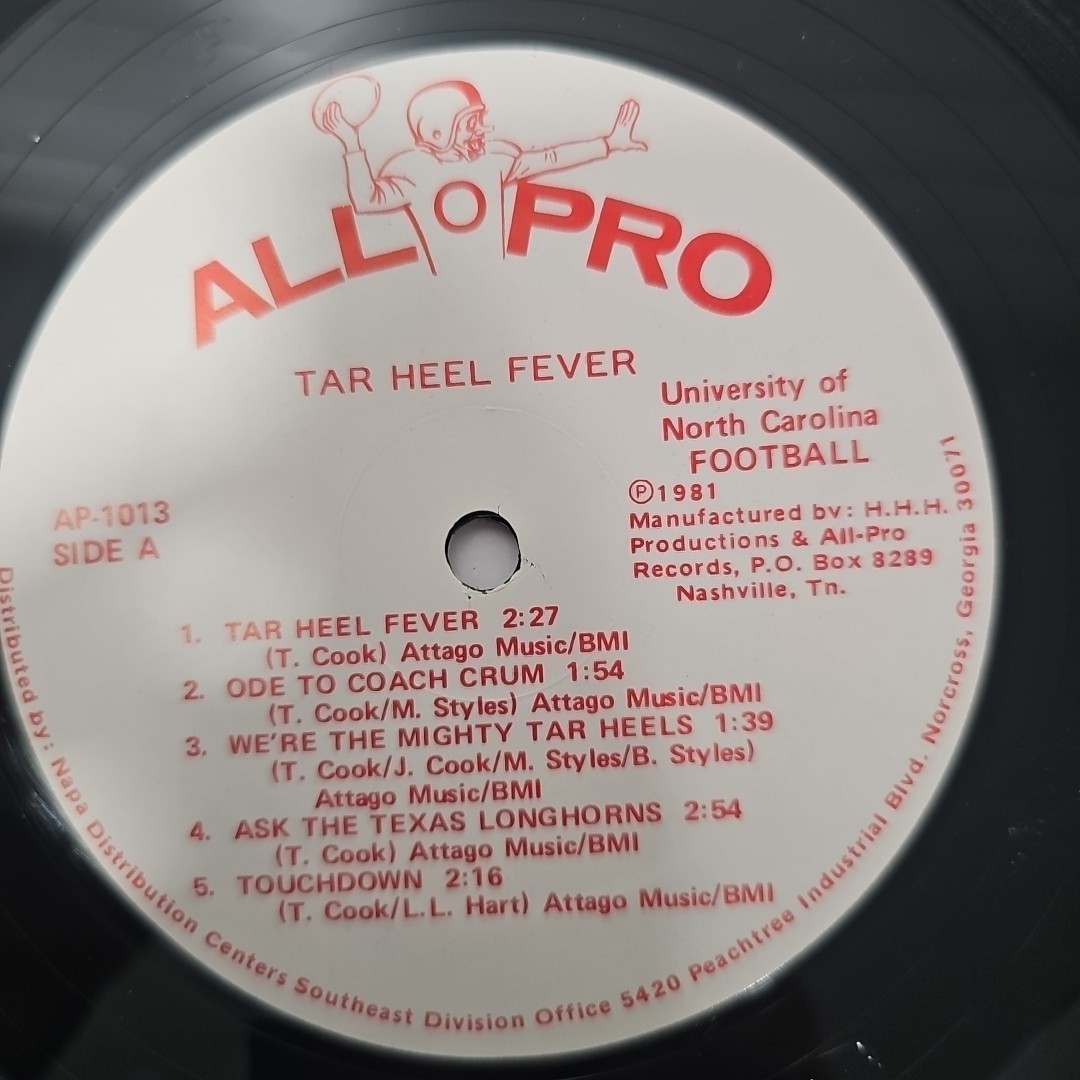 ALL PRO
TAR HEEL FEVER
University of
North Carolina
FOOTBALL
℗1981
Manufactured by: H.H.H.
Productions & All-Pro
Records, P.O. Box 8289
Nashville, Tn.
AP-1013
SIDE A
1. TAR HEEL FEVER 2:27
(T. Cook) Attago Music/BMI
2. ODE TO COACH CRUM 1:54
(T. Cook/M. Styles) Attago Music/BMI
3. WE'RE THE MIGHTY TAR HEELS 1:39
(T. Cook/J. Cook/M. Styles/B. Styles)
Attago Music/BMI
4. ASK THE TEXAS LONGHORNS 2:54
(T. Cook) Attago Music/BMI
5. TOUCHDOWN 2:16
(T. Cook/L.L. Hart) Attago Music/BMI
Distributed by: Napa Distribution Centers Southeast Division Office 5420 Peachtree Industrial Blvd. Norcross, Georgia 30071